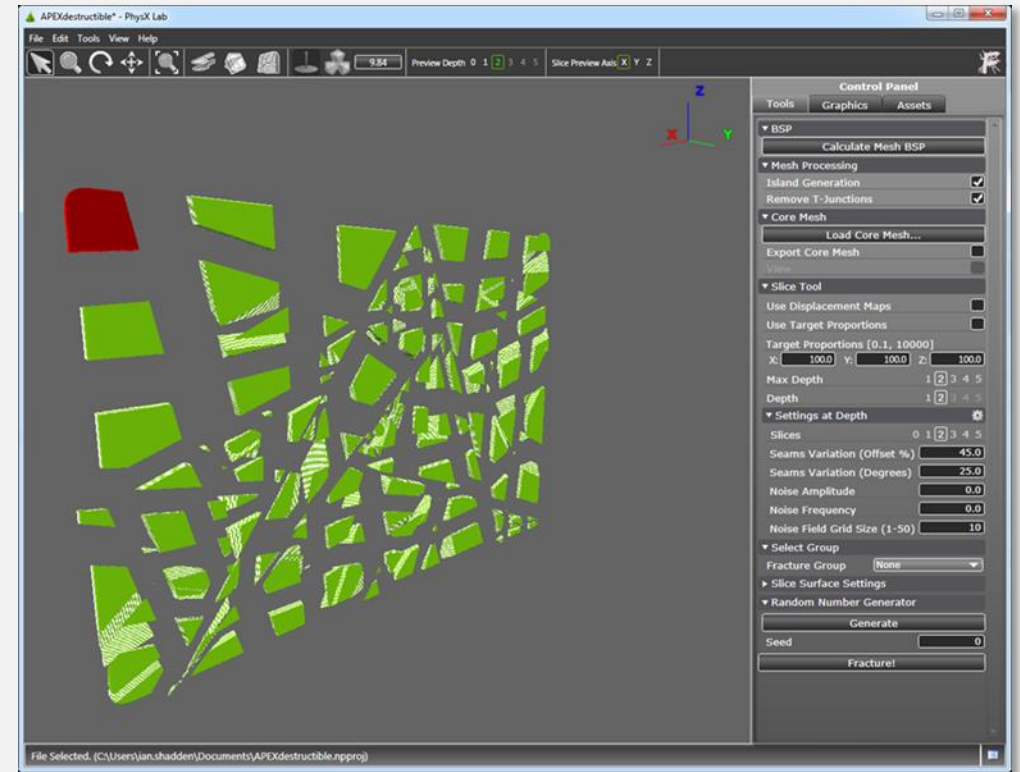 APEXdestructible* - PhysX Lab
File Edit Tools View Help
9.84 Preview Depth 0 1 2 3 4 5 Slice Preview Axis X Y Z
Z
X Y
Control Panel
Tools Graphics Assets
BSP
Calculate Mesh BSP
Mesh Processing
Island Generation
Remove T-Junctions
Core Mesh
Load Core Mesh...
Export Core Mesh
View
Slice Tool
Use Displacement Maps
Use Target Proportions
Target Proportions [0.1, 10000]
X: 100.0 Y: 100.0 Z: 100.0
Max Depth 1 2 3 4 5
Depth 1 2 3 4 5
Settings at Depth
Slices 0 1 2 3 4 5
Seams Variation (Offset %) 45.0
Seams Variation (Degrees) 25.0
Noise Amplitude 0.0
Noise Frequency 0.0
Noise Field Grid Size (1-50) 10
Select Group
Fracture Group None
Slice Surface Settings
Random Number Generator
Generate
Seed 0
Fracture!
File Selected. (C:\Users\ian.shadden\Documents\APEXdestructible.npproj)